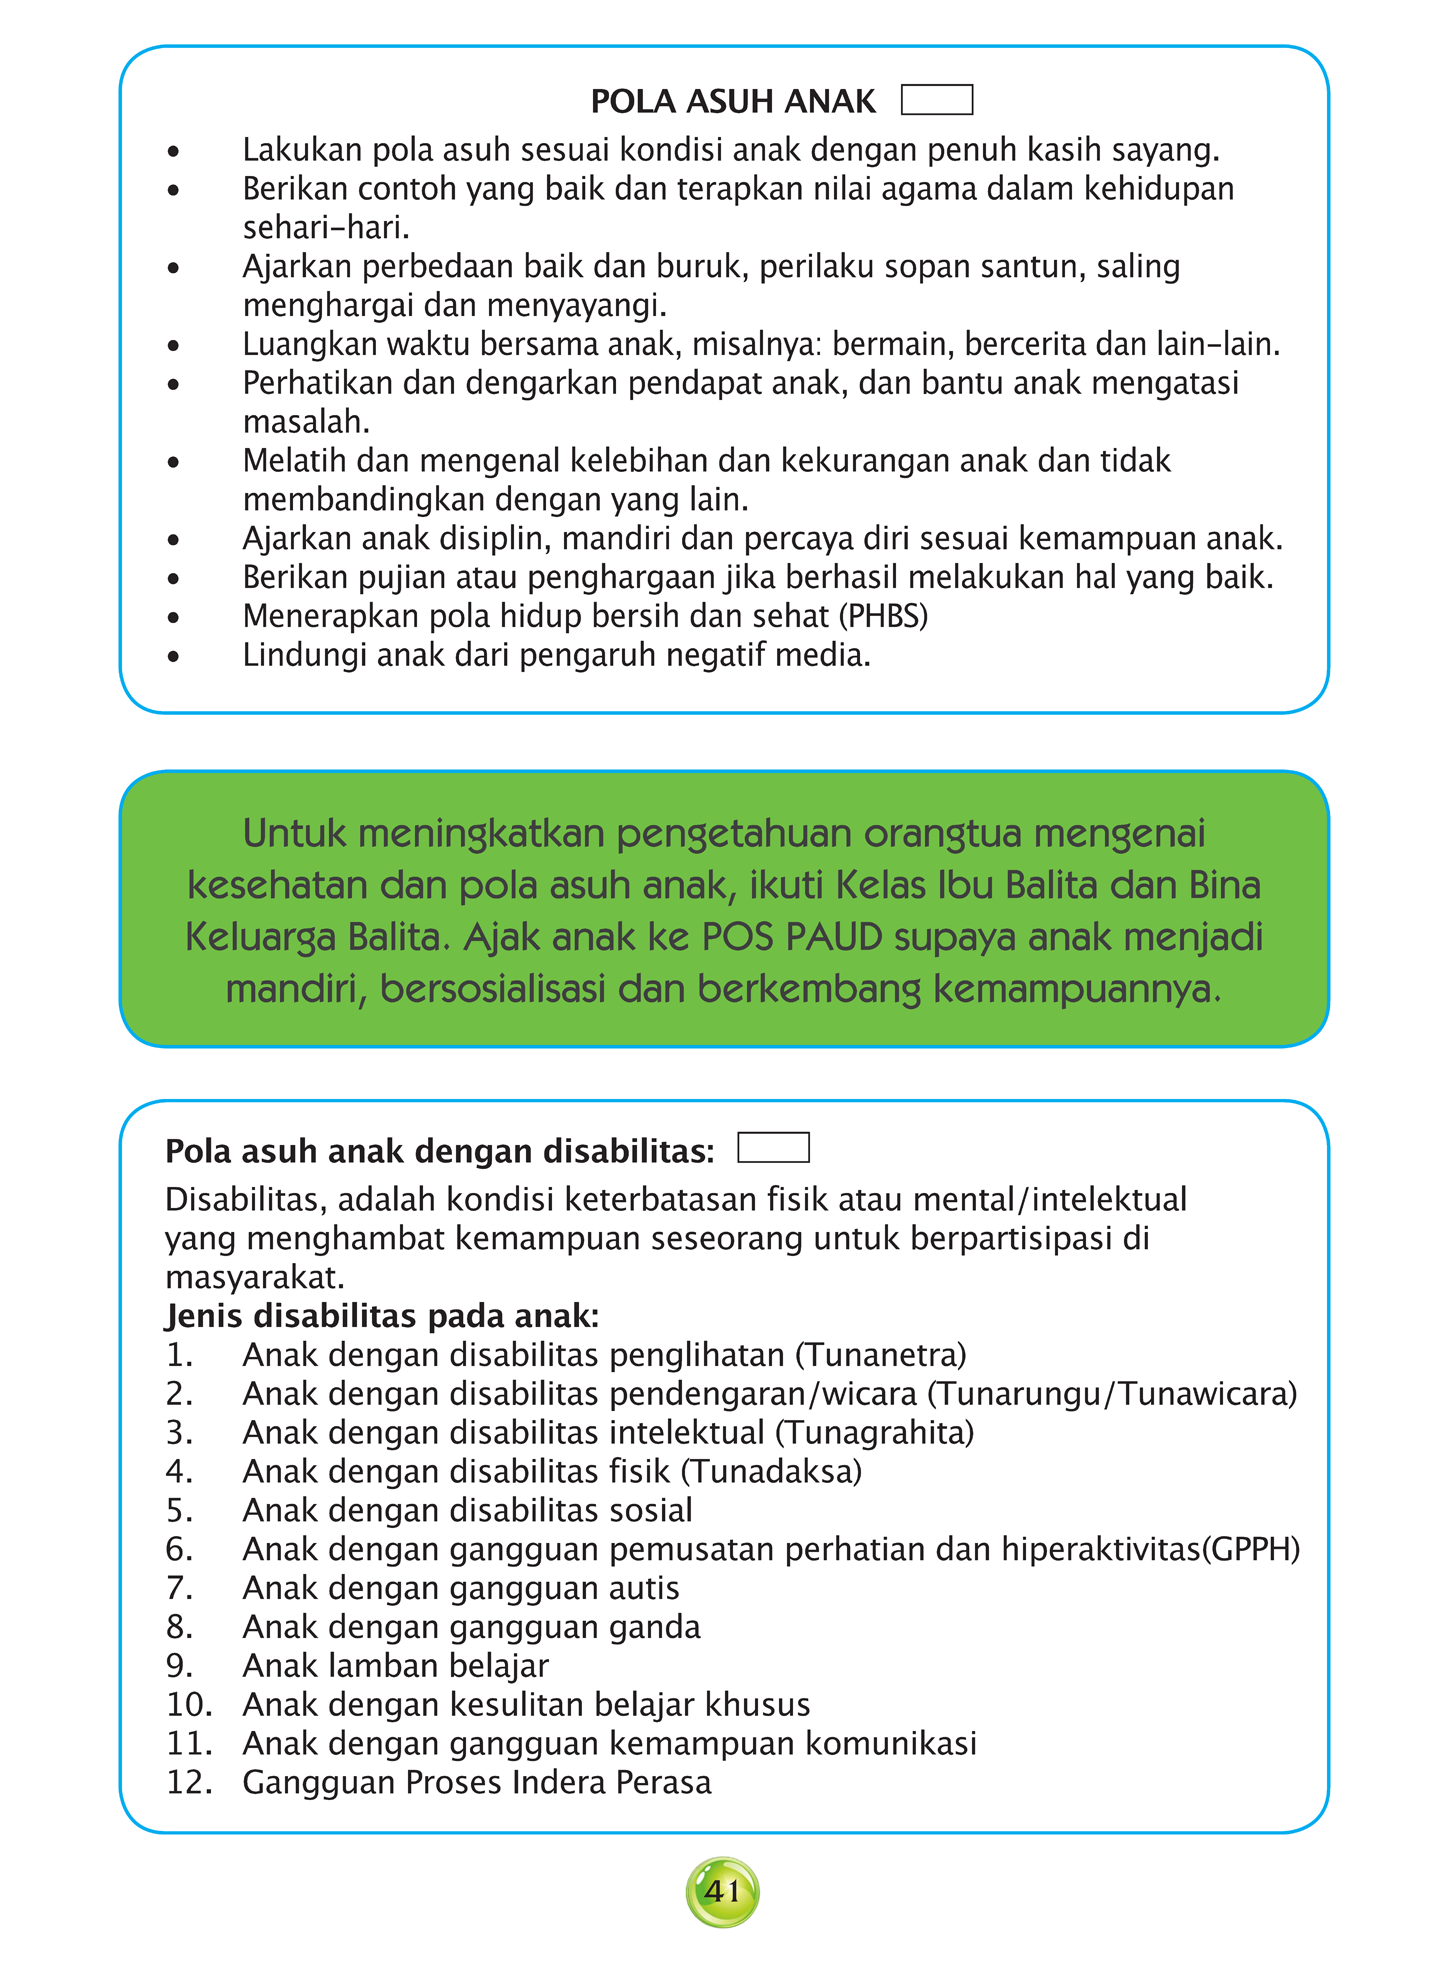 POLA ASUH ANAK
• Lakukan pola asuh sesuai kondisi anak dengan penuh kasih sayang.
• Berikan contoh yang baik dan terapkan nilai agama dalam kehidupan
sehari-hari.
• Ajarkan perbedaan baik dan buruk, perilaku sopan santun, saling
menghargai dan menyayangi.
• Luangkan waktu bersama anak, misalnya: bermain, bercerita dan lain-lain.
• Perhatikan dan dengarkan pendapat anak, dan bantu anak mengatasi
masalah.
• Melatih dan mengenal kelebihan dan kekurangan anak dan tidak
membandingkan dengan yang lain.
• Ajarkan anak disiplin, mandiri dan percaya diri sesuai kemampuan anak.
• Berikan pujian atau penghargaan jika berhasil melakukan hal yang baik.
• Menerapkan pola hidup bersih dan sehat (PHBS)
• Lindungi anak dari pengaruh negatif media.
Untuk meningkatkan pengetahuan orangtua mengenai
kesehatan dan pola asuh anak, ikuti Kelas Ibu Balita dan Bina
Keluarga Balita. Ajak anak ke POS PAUD supaya anak menjadi
mandiri, bersosialisasi dan berkembang kemampuannya.
Pola asuh anak dengan disabilitas:
Disabilitas, adalah kondisi keterbatasan fisik atau mental/intelektual
yang menghambat kemampuan seseorang untuk berpartisipasi di
masyarakat.
Jenis disabilitas pada anak:
1. Anak dengan disabilitas penglihatan (Tunanetra)
2. Anak dengan disabilitas pendengaran/wicara (Tunarungu/Tunawicara)
3. Anak dengan disabilitas intelektual (Tunagrahita)
4. Anak dengan disabilitas fisik (Tunadaksa)
5. Anak dengan disabilitas sosial
6. Anak dengan gangguan pemusatan perhatian dan hiperaktivitas(GPPH)
7. Anak dengan gangguan autis
8. Anak dengan gangguan ganda
9. Anak lamban belajar
10. Anak dengan kesulitan belajar khusus
11. Anak dengan gangguan kemampuan komunikasi
12. Gangguan Proses Indera Perasa
41